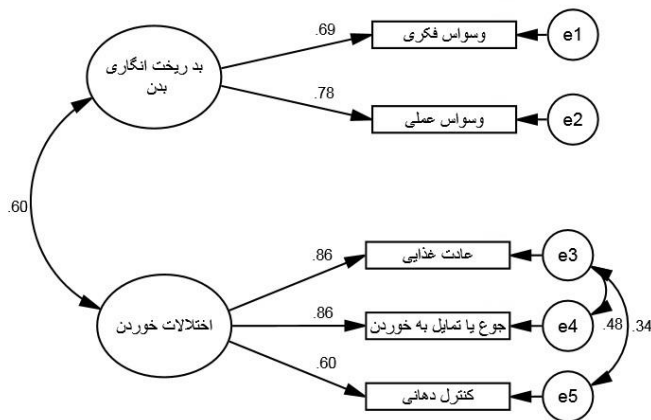 .69
وسواس فکری
e1
بد ریخت انگاری
بدن
.78
وسواس عملی
e2
.60
.86
عادت غذایی
e3
اختلالات خوردن
.86
جوع یا تمایل به خوردن
e4
.48
.34
.60
کنترل دهانی
e5